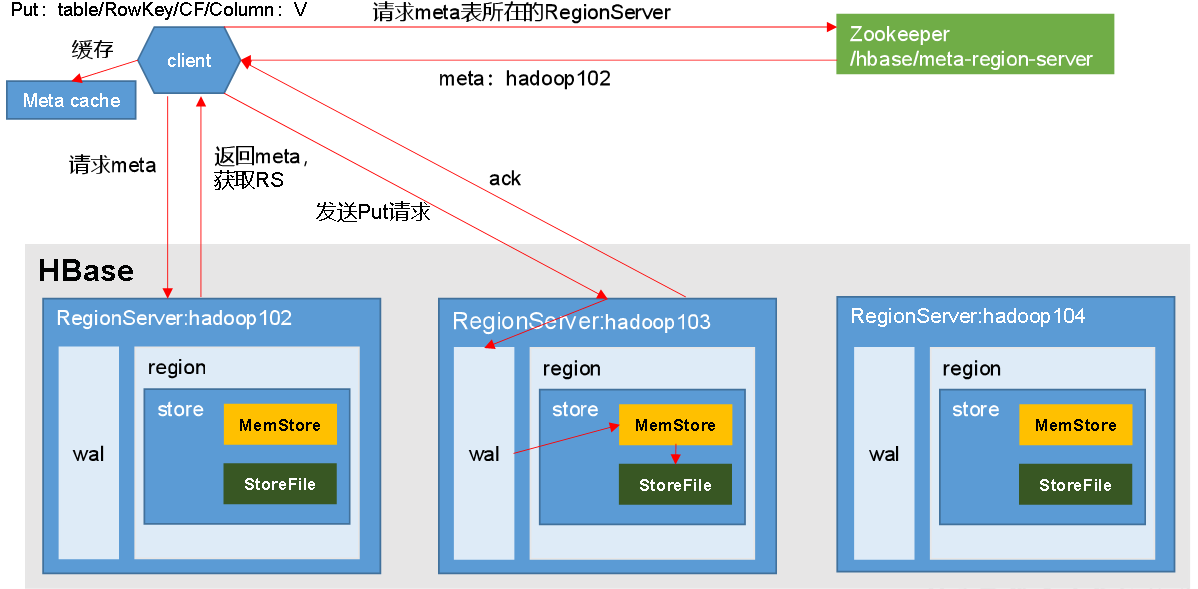 Put：table/RowKey/CF/Column：V
请求meta表所在的RegionServer
Zookeeper
/hbase/meta-region-server
缓存
client
meta：hadoop102
Meta cache
请求meta
返回meta，
获取RS
ack
发送Put请求
HBase
RegionServer:hadoop102
wal
region
store
MemStore
StoreFile
RegionServer:hadoop103
wal
region
store
MemStore
StoreFile
RegionServer:hadoop104
wal
region
store
MemStore
StoreFile